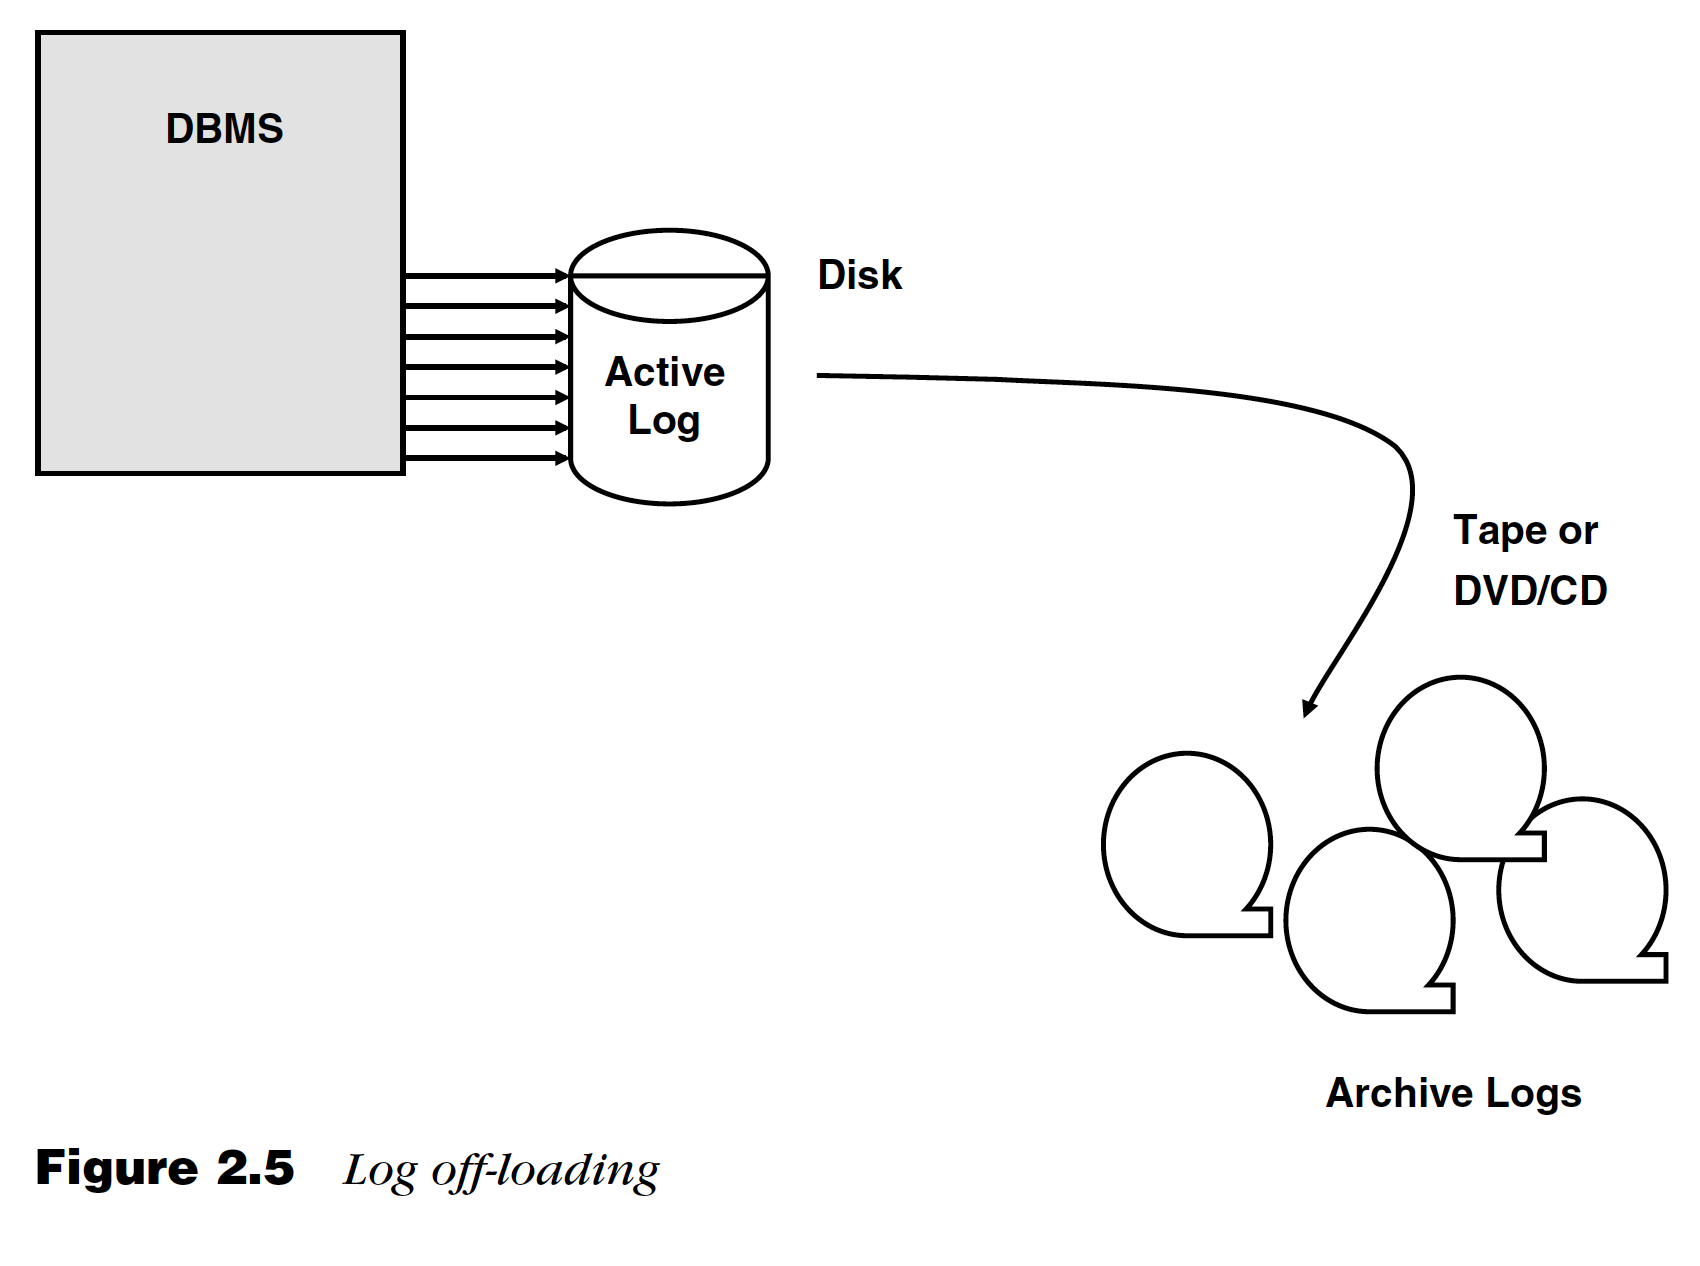 DBMS
Disk
Active
Log
Tape or
DVD/CD
Archive Logs
Figure 2.5 Log off-loading